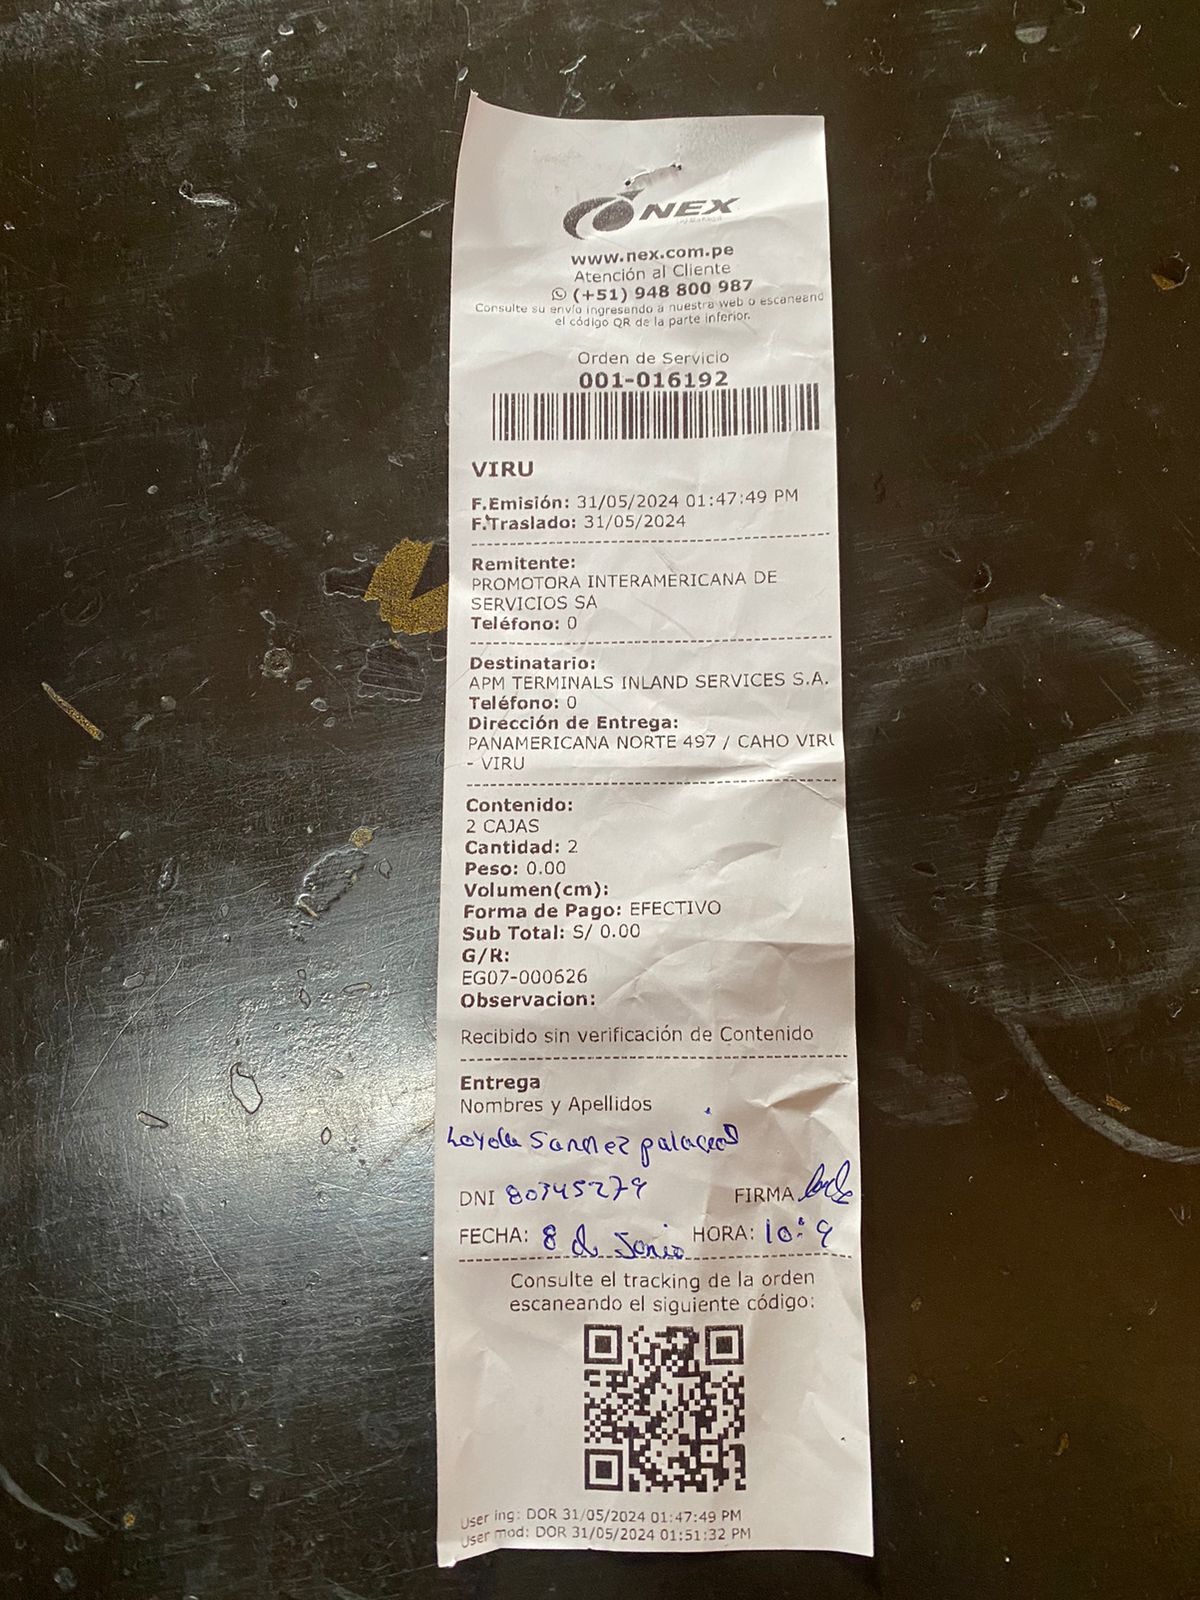 NEX
www.nex.com.pe
Atención al Cliente
(+51) 948 800 987
Consulte su envío ingresando a nuestra web o escaneand
el código QR de la parte inferior.
Orden de Servicio
001-016192
VIRU
F.Emisión: 31/05/2024 01:47:49 PM
F.Traslado: 31/05/2024
Remitente:
PROMOTORA INTERAMERICANA DE
SERVICIOS SA
Teléfono: 0
Destinatario:
APM TERMINALS INLAND SERVICES S.A.
Teléfono: 0
Dirección de Entrega:
PANAMERICANA NORTE 497 / CAHO VIRU
- VIRU
Contenido:
2 CAJAS
Cantidad: 2
Peso: 0.00
Volumen(cm):
Forma de Pago: EFECTIVO
Sub Total: S/ 0.00
G/R:
EG07-000626
Observacion:
Recibido sin verificación de Contenido
Entrega
Nombres y Apellidos
Loyola palacios
DNI 80345279 FIRMA
FECHA: 8 de Junio HORA: 10:9
Consulte el tracking de la orden
escaneando el siguiente código:
User ing: DOR 31/05/2024 01:47:49 PM
User mod: DOR 31/05/2024 01:51:32 PM